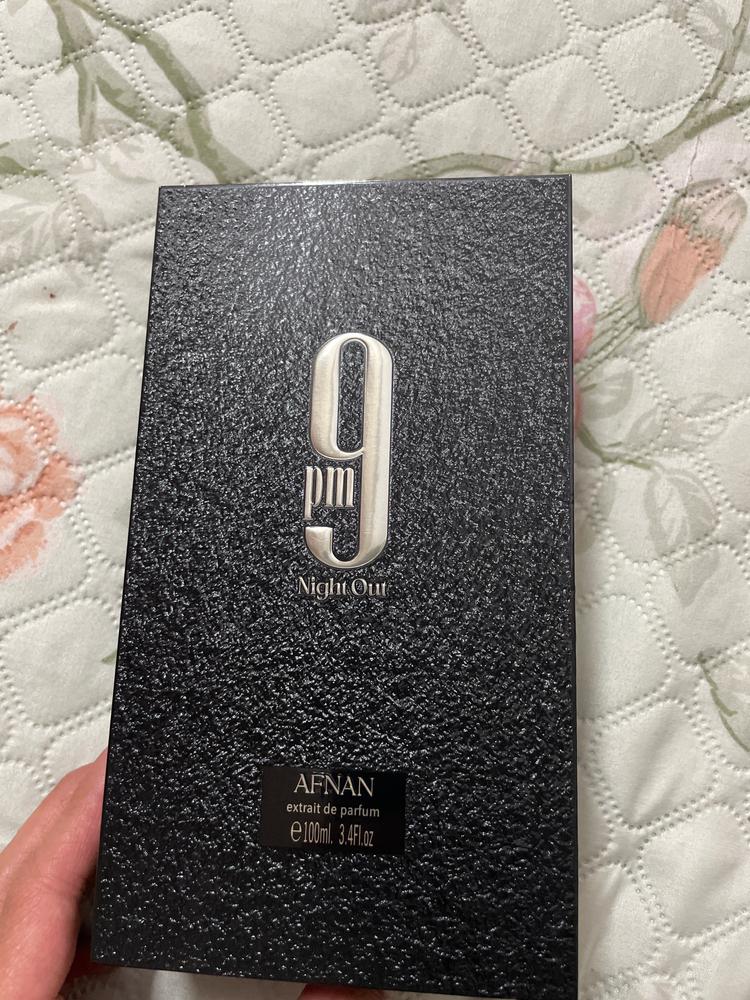 9
pm
Night Out
AFNAN
extrait de parfum
℮100ml. 3.4Fl.oz